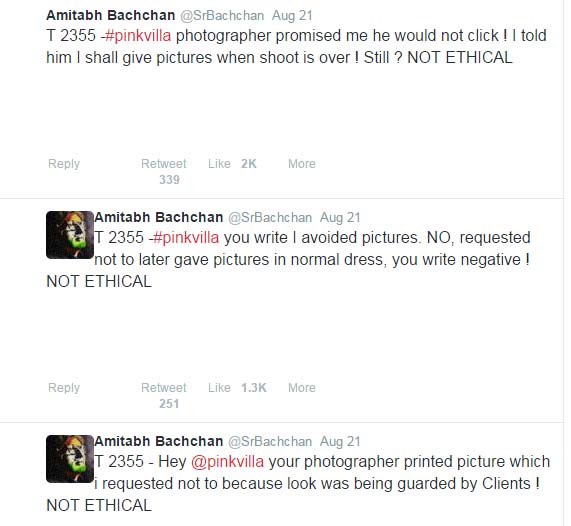 Amitabh Bachchan @SrBachchan Aug 21
T 2355 -#pinkvilla photographer promised me he would not click ! I told
him I shall give pictures when shoot is over ! Still ? NOT ETHICAL
Reply Retweet Like 2K More
339
Amitabh Bachchan @SrBachchan Aug 21
T 2355 -#pinkvilla you write I avoided pictures. NO, requested
not to later gave pictures in normal dress, you write negative !
NOT ETHICAL
Reply Retweet Like 1.3K More
251
Amitabh Bachchan @SrBachchan Aug 21
T 2355 - Hey @pinkvilla your photographer printed picture which
i requested not to because look was being guarded by Clients !
NOT ETHICAL